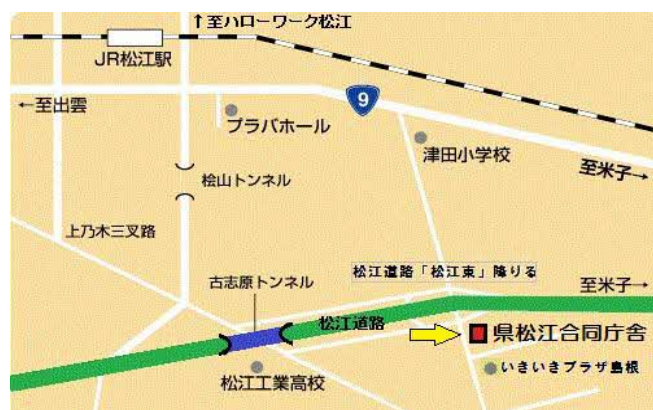 ↑至ハローワーク松江
JR松江駅
9
←至出雲
プラバホール
津田小学校
至米子→
桧山トンネル
上乃木三叉路
松江道路「松江東」降りる
古志原トンネル
至米子→
松江道路
県松江合同庁舎
いきいきプラザ島根
松江工業高校